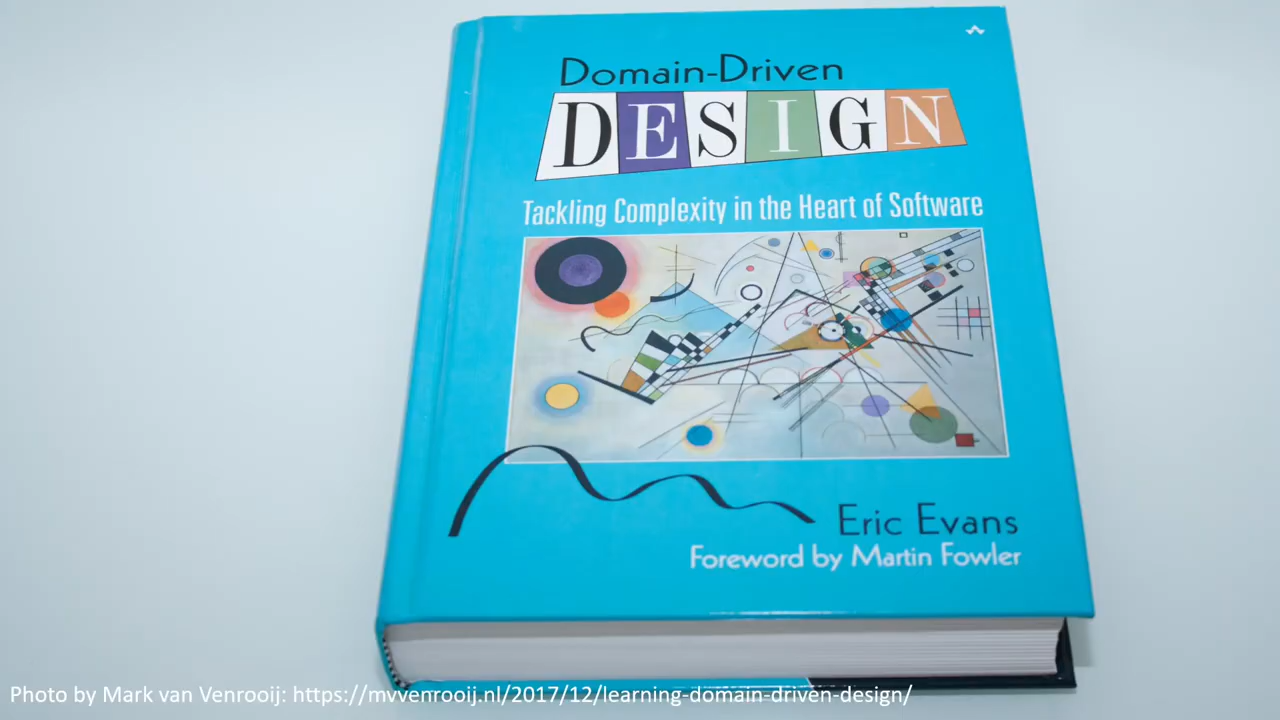 Domain-Driven
DESIGN
Tackling Complexity in the Heart of Software
Eric Evans
Foreword by Martin Fowler
Photo by Mark van Venrooij: https://mvvenrooij.nl/2017/12/learning-domain-driven-design/